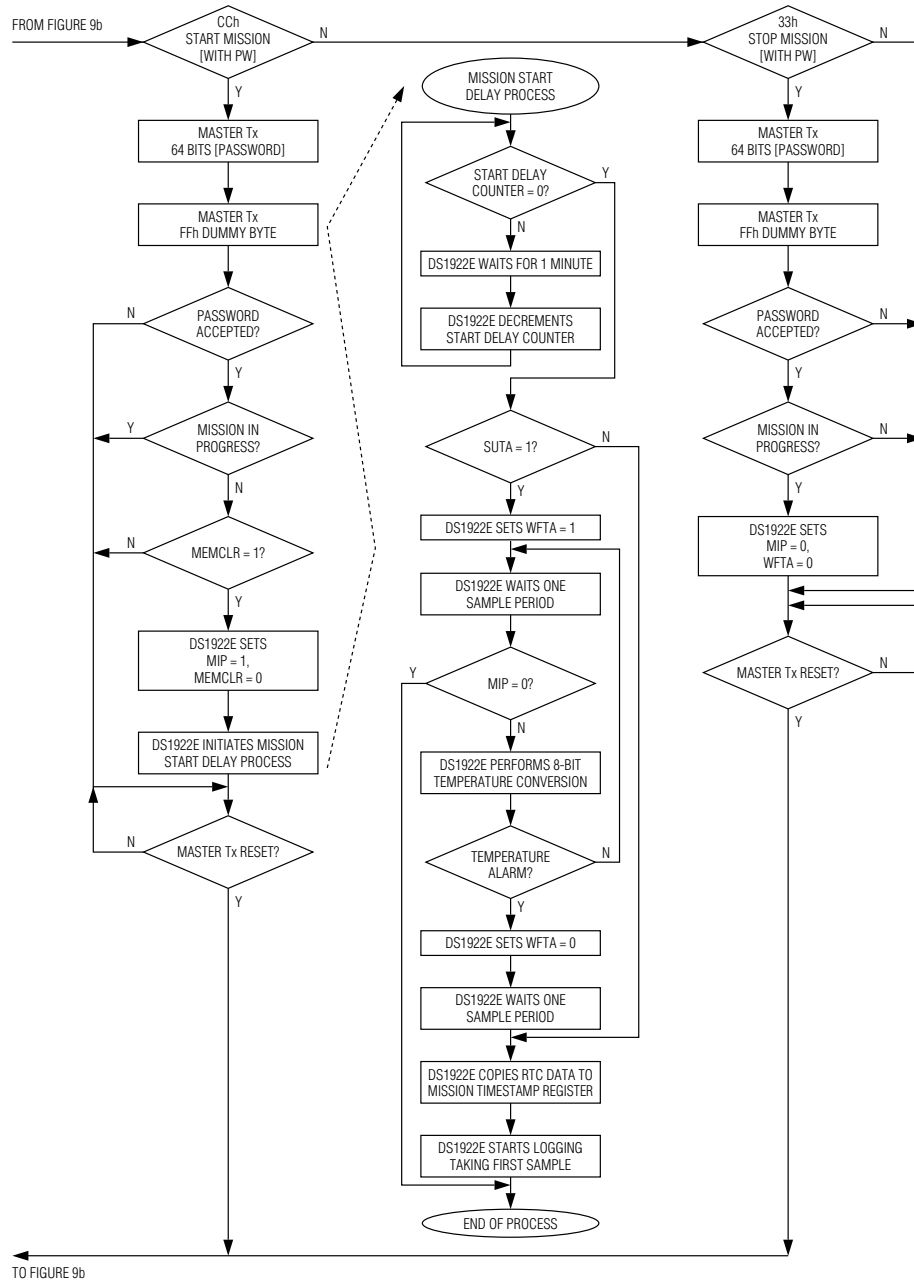 FROM FIGURE 9b
CCh
START MISSION
[WITH PW]
N
Y
MASTER Tx
64 BITS [PASSWORD]
MASTER Tx
FFh DUMMY BYTE
N
PASSWORD
ACCEPTED?
Y
Y
MISSION IN
PROGRESS?
N
N
MEMCLR = 1?
Y
DS1922E SETS
MIP = 1,
MEMCLR = 0
DS1922E INITIATES MISSION
START DELAY PROCESS
N
MASTER Tx RESET?
Y
MISSION START
DELAY PROCESS
START DELAY
COUNTER = 0?
Y
N
DS1922E WAITS FOR 1 MINUTE
DS1922E DECREMENTS
START DELAY COUNTER
SUTA = 1?
N
Y
DS1922E SETS WFTA = 1
DS1922E WAITS ONE
SAMPLE PERIOD
Y
MIP = 0?
N
DS1922E PERFORMS 8-BIT
TEMPERATURE CONVERSION
TEMPERATURE
ALARM?
N
Y
DS1922E SETS WFTA = 0
DS1922E WAITS ONE
SAMPLE PERIOD
DS1922E COPIES RTC DATA TO
MISSION TIMESTAMP REGISTER
DS1922E STARTS LOGGING
TAKING FIRST SAMPLE
END OF PROCESS
33h
STOP MISSION
[WITH PW]
N
Y
MASTER Tx
64 BITS [PASSWORD]
MASTER Tx
FFh DUMMY BYTE
PASSWORD
ACCEPTED?
N
Y
MISSION IN
PROGRESS?
N
Y
DS1922E SETS
MIP = 0,
WFTA = 0
MASTER Tx RESET?
N
Y
TO FIGURE 9b